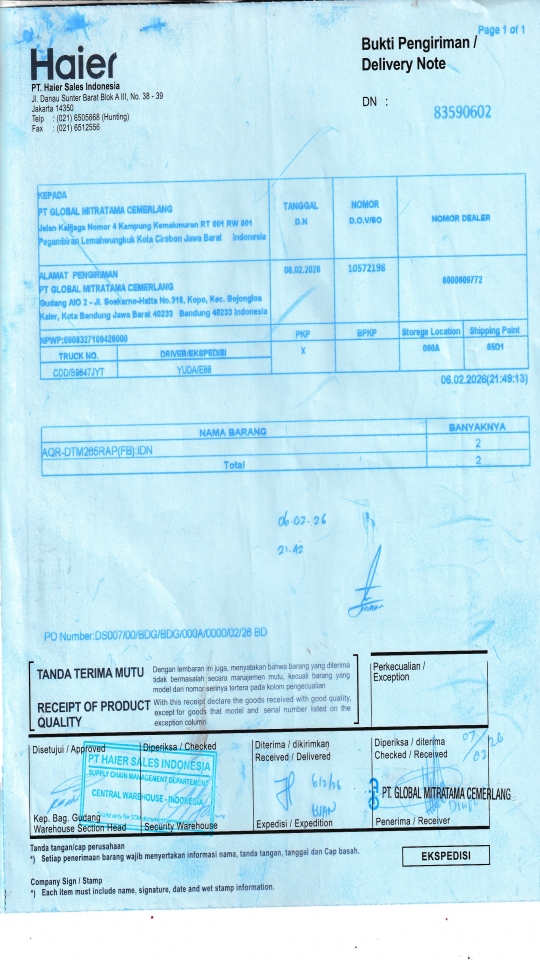 Page 1 of 1
Haier
PT. Haier Sales Indonesia
Jl. Danau Sunter Barat Blok A III, No. 38 - 39
Jakarta 14350
Telp : (021) 6505668 (Hunting)
Fax : (021) 6512556
Bukti Pengiriman /
Delivery Note
DN : 83590602
KEPADA
PT GLOBAL MITRATAMA CEMERLANG
Jalan Kalijaga Nomor 4 Kampung Kemakmuran RT 001 RW 001
Pegambiran Lemahwungkuk Kota Cirebon Jawa Barat Indonesia
TANGGAL
D.N
NOMOR
D.O.V/SO
NOMOR DEALER
ALAMAT PENGIRIMAN
PT GLOBAL MITRATAMA CEMERLANG
Gudang AIO 2 - Jl. Soekarno-Hatta No.318, Kopo, Kec. Bojongloa
Kaler, Kota Bandung Jawa Barat 40233 Bandung 40233 Indonesia
06.02.2026
10572198
6000609772
NPWP:0908327109426000
PKP
BPKP
Storege Location
Shipping Point
TRUCK NO.
DRIVER/EKSPEDISI
X
000A
65D1
CDD/B9647JYT
YUDA/E88
06.02.2026(21:49:13)
NAMA BARANG
BANYAKNYA
AQR-DTM265RAP(FB):IDN
2
Total
2
06.02.26
21.42
PO Number:DS007/00/BDG/BDG/000A/0000/02/26 BD
TANDA TERIMA MUTU
Dengan lembaran ini juga, menyatakan bahwa barang yang diterima
tidak bermasalah secara manajemen mutu, kecuali barang yang
model dan nomor serinya tertera pada kolom pengecualian
RECEIPT OF PRODUCT
QUALITY
With this receipt declare the goods received with good quality,
except for goods that model and serial number listed on the
exception column
Perkecualian /
Exception
Disetujui / Approved
Diperiksa / Checked
Diterima / dikirimkan
Received / Delivered
Diperiksa / diterima
Checked / Received
07/02/26
PT HAIER SALES INDONESIA
SUPPLY CHAIN MANAGEMENT DEPARTEMENT
CENTRAL WAREHOUSE - INDONESIA
6/2/26
PT. GLOBAL MITRATAMA CEMERLANG
Kep. Bag. Gudang
Warehouse Section Head
Security Warehouse
Expedisi / Expedition
Penerima / Receiver
Tanda tangan/cap perusahaan
*) Setiap penerimaan barang wajib menyertakan informasi nama, tanda tangan, tanggal dan Cap basah.
EKSPEDISI
Company Sign / Stamp
*) Each item must include name, signature, date and wet stamp information.